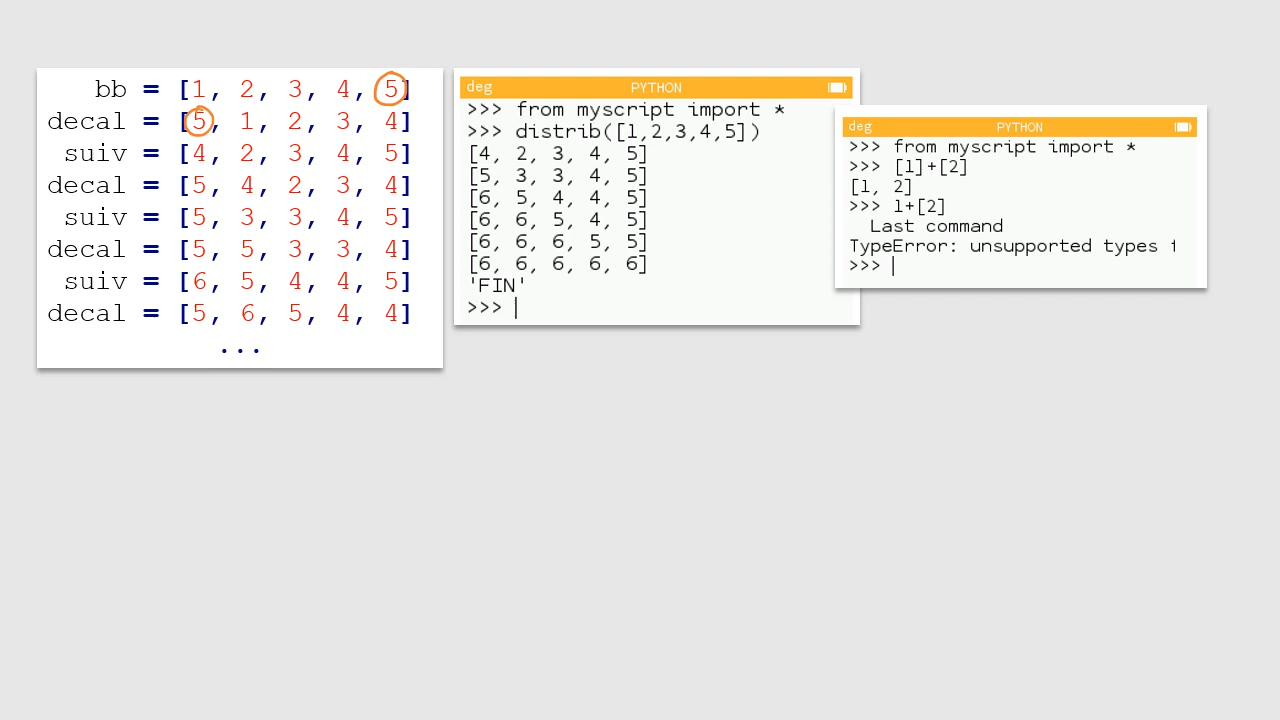 bb = [1, 2, 3, 4, 5]
decal = [5, 1, 2, 3, 4]
suiv = [4, 2, 3, 4, 5]
decal = [5, 4, 2, 3, 4]
suiv = [5, 3, 3, 4, 5]
decal = [5, 5, 3, 3, 4]
suiv = [6, 5, 4, 4, 5]
decal = [5, 6, 5, 4, 4]
...
deg PYTHON
>>> from myscript import *
>>> distrib([1,2,3,4,5])
[4, 2, 3, 4, 5]
[5, 3, 3, 4, 5]
[6, 5, 4, 4, 5]
[6, 6, 5, 4, 5]
[6, 6, 6, 5, 5]
[6, 6, 6, 6, 6]
'FIN'
>>>
deg PYTHON
>>> from myscript import *
>>> [1]+[2]
[1, 2]
>>> 1+[2]
Last command
TypeError: unsupported types
>>>